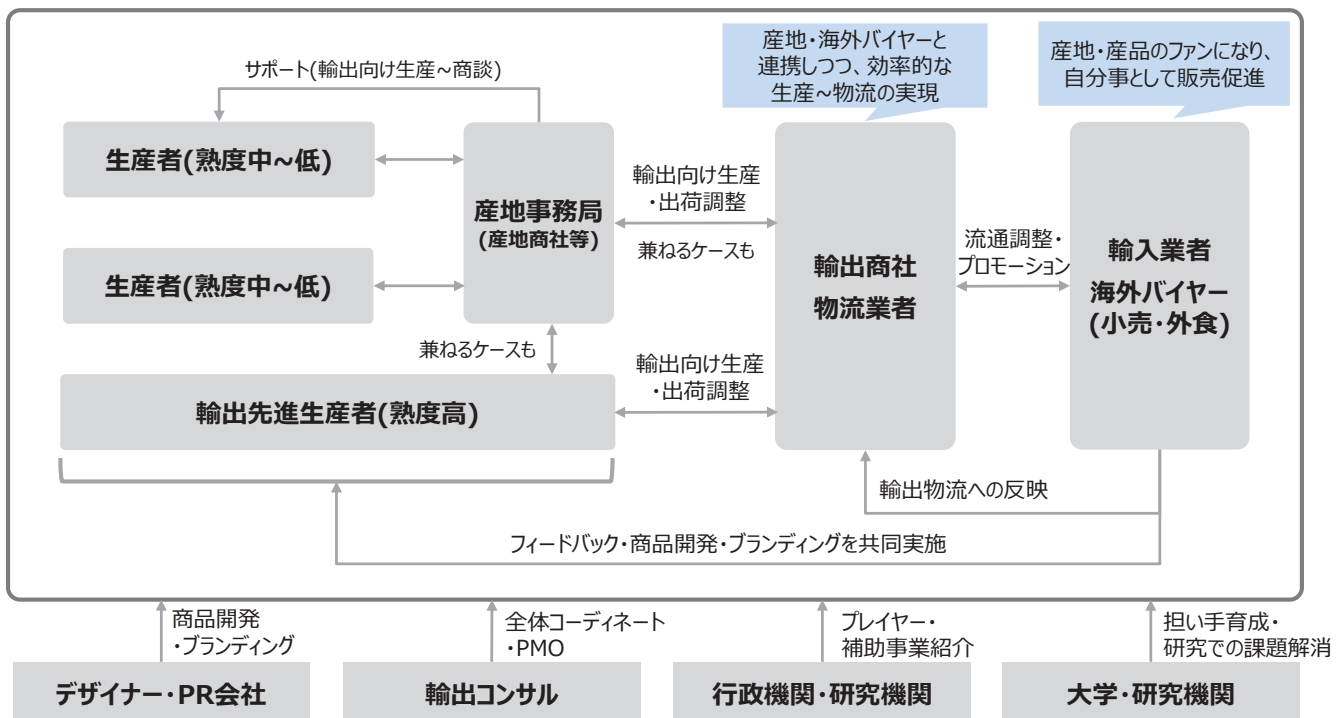 産地・海外バイヤーと
連携しつつ、効率的な
生産~物流の実現
産地・産品のファンになり、
自分事として販売促進
サポート(輸出向け生産~商談)
生産者(熟度中~低)
産地事務局
(産地商社等)
輸出向け生産
・出荷調整
兼ねるケースも
生産者(熟度中~低)
輸出商社
物流業者
流通調整・
プロモーション
輸入業者
海外バイヤー
(小売・外食)
兼ねるケースも
輸出向け生産
・出荷調整
輸出先進生産者(熟度高)
輸出物流への反映
フィードバック・商品開発・ブランディングを共同実施
商品開発
・ブランディング
全体コーディネート
・PMO
プレイヤー・
補助事業紹介
担い手育成・
研究での課題解消
デザイナー・PR会社
輸出コンサル
行政機関・研究機関
大学・研究機関